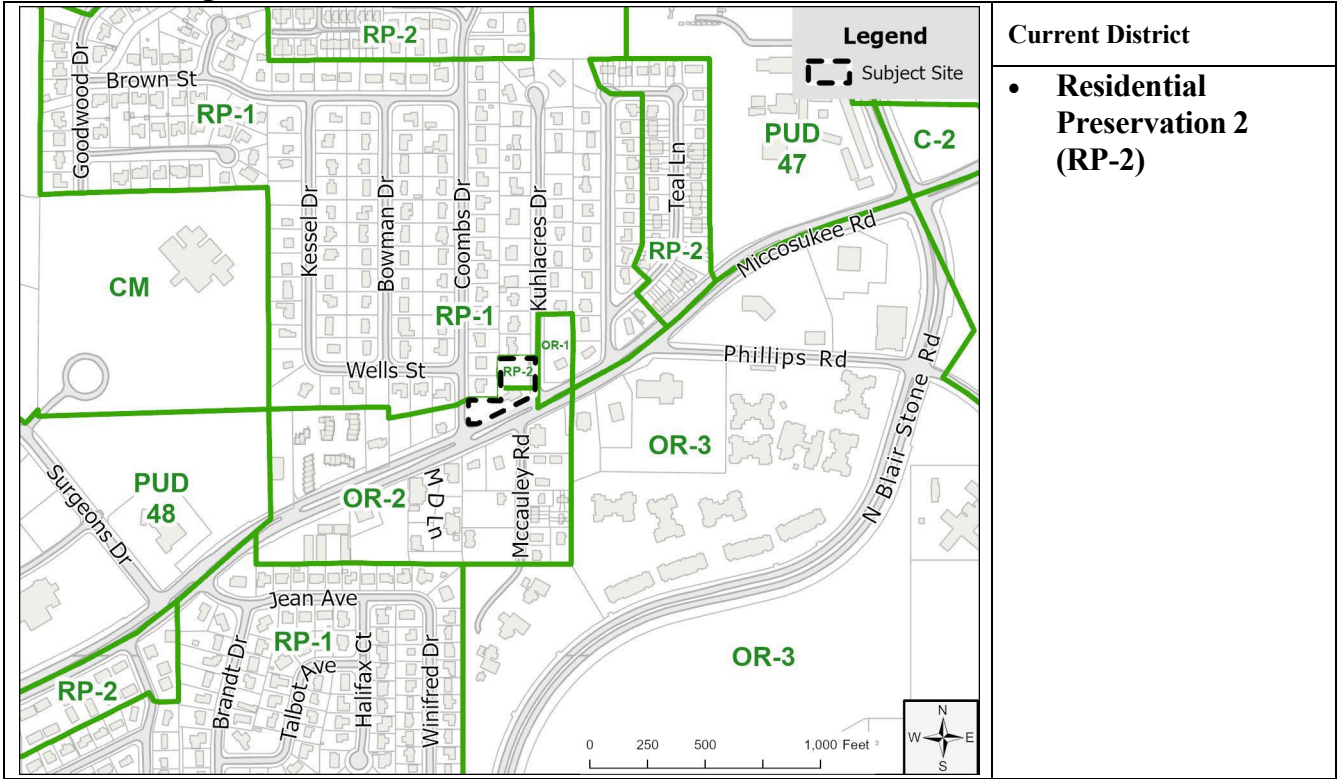 RP-2
Legend
Subject Site
Current District
• Residential
Preservation 2
(RP-2)
Goodwood Dr
Brown St
RP-1
PUD
47
C-2
Teal Ln
Kessel Dr
Bowman Dr
Coombs Dr
Kuhlacres Dr
RP-2
Miccosukee Rd
CM
RP-1
OR-1
Phillips Rd
Wells St
RP-2
N Blair Stone Rd
OR-3
Surgeons Dr
PUD
48
OR-2
M D Ln
Mccauley Rd
Jean Ave
RP-1
Brandt Dr
Talbot Ave
Halifax Ct
Winifred Dr
OR-3
RP-2
0 250 500 1,000 Feet
N
W E
S